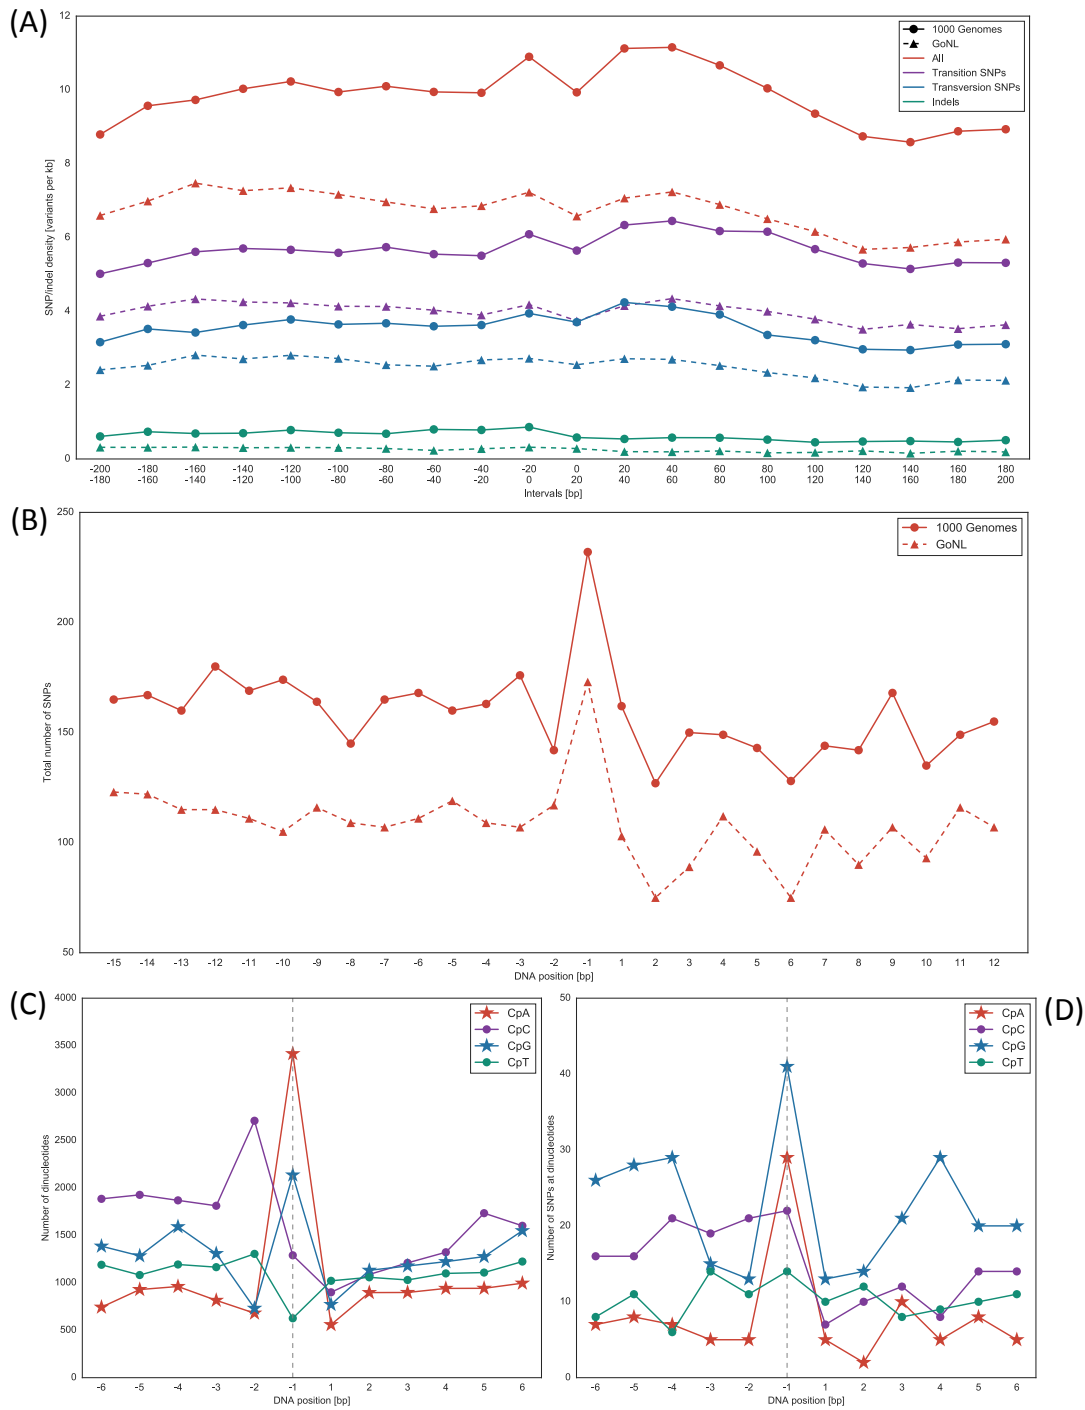 (A)
12
10
8
6
4
2
0
SNP/indel density [variants per kb]
1000 Genomes
GoNL
All
Transition SNPs
Transversion SNPs
Indels
-200 -160 -140 -120 -100 -80 -60 -40 -20 0 20 40 60 80 100 120 140 160 180
-180 -160 -140 -120 -100 -80 -60 -40 -20 0 20 40 60 80 100 120 140 160 180 200
Intervals [bp]
(B)
250
200
150
100
50
Total number of SNPs
1000 Genomes
GoNL
-15 -14 -13 -12 -11 -10 -9 -8 -7 -6 -5 -4 -3 -2 -1 1 2 3 4 5 6 7 8 9 10 11 12
DNA position [bp]
(C)
4000
3500
3000
2500
2000
1500
1000
500
0
Number of dinucleotides
CpA
CpC
CpG
CpT
-6 -5 -4 -3 -2 -1 1 2 3 4 5 6
DNA position [bp]
(D)
50
40
30
20
10
0
Number of SNPs at dinucleotides
CpA
CpC
CpG
CpT
-6 -5 -4 -3 -2 -1 1 2 3 4 5 6
DNA position [bp]